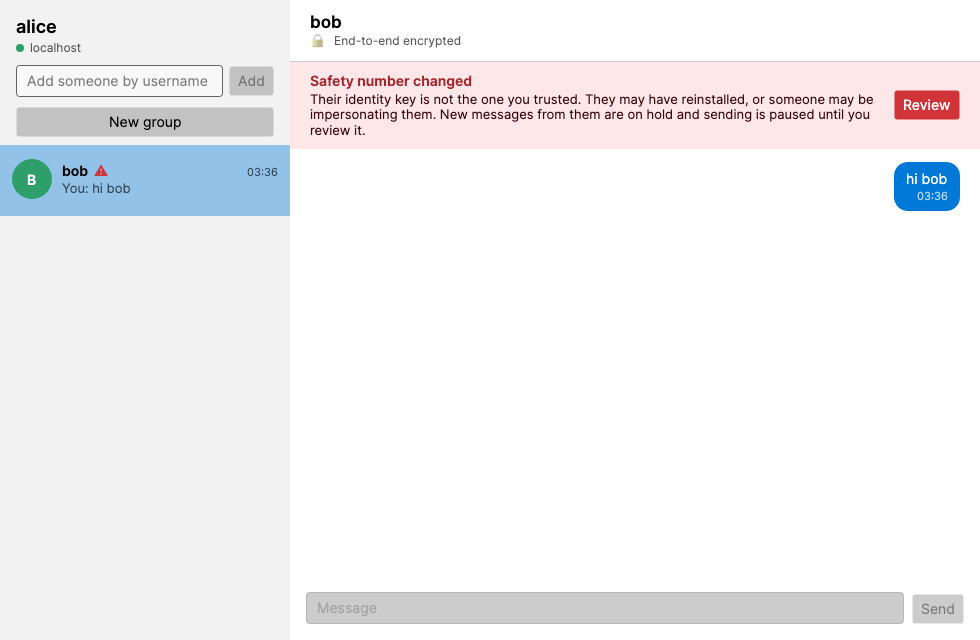 alice
localhost
Add someone by username
Add
New group
B
bob
03:36
You: hi bob
bob
End-to-end encrypted
Safety number changed
Their identity key is not the one you trusted. They may have reinstalled, or someone may be
impersonating them. New messages from them are on hold and sending is paused until you
review it.
Review
hi bob
03:36
Message
Send